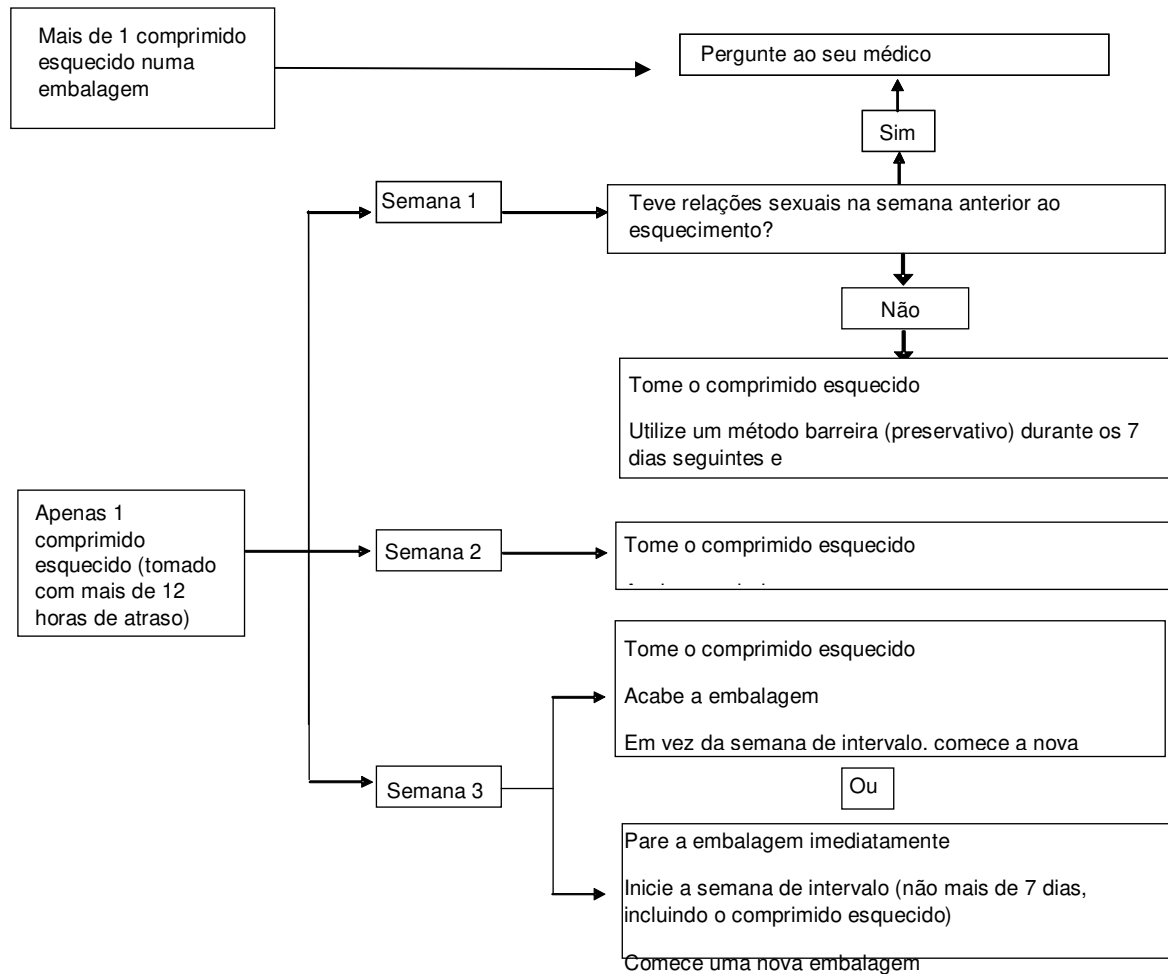 Mais de 1 comprimido
esquecido numa
embalagem
Pergunte ao seu médico
Sim
Semana 1
Teve relações sexuais na semana anterior ao
esquecimento?
Não
Tome o comprimido esquecido
Utilize um método barreira (preservativo) durante os 7
dias seguintes e
Apenas 1
comprimido
esquecido (tomado
com mais de 12
horas de atraso)
Semana 2
Tome o comprimido esquecido
Semana 3
Tome o comprimido esquecido
Acabe a embalagem
Em vez da semana de intervalo, comece a nova
Ou
Pare a embalagem imediatamente
Inicie a semana de intervalo (não mais de 7 dias,
incluindo o comprimido esquecido)
Comece uma nova embalagem